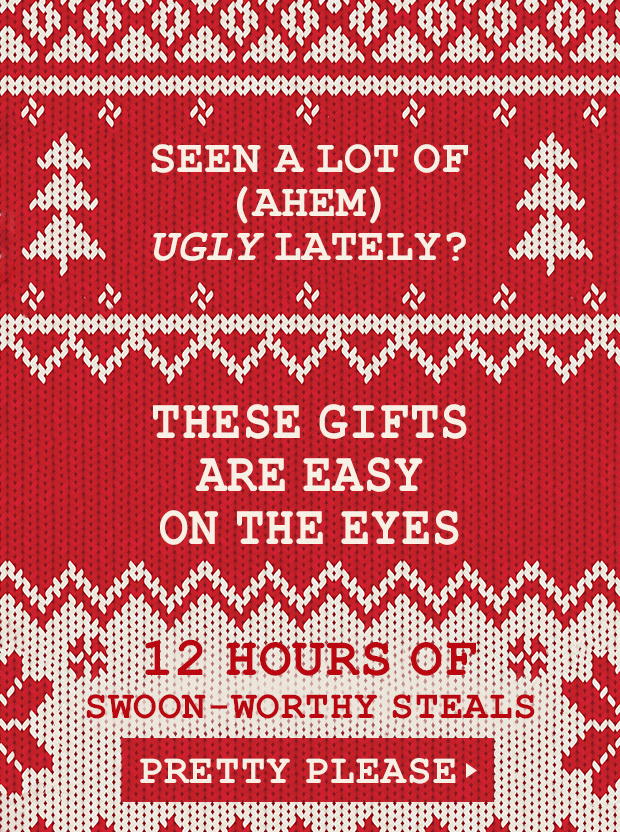 SEEN A LOT OF
(AHEM)
UGLY LATELY?
THESE GIFTS
ARE EASY
ON THE EYES
12 HOURS OF
SWOON-WORTHY STEALS
PRETTY PLEASE